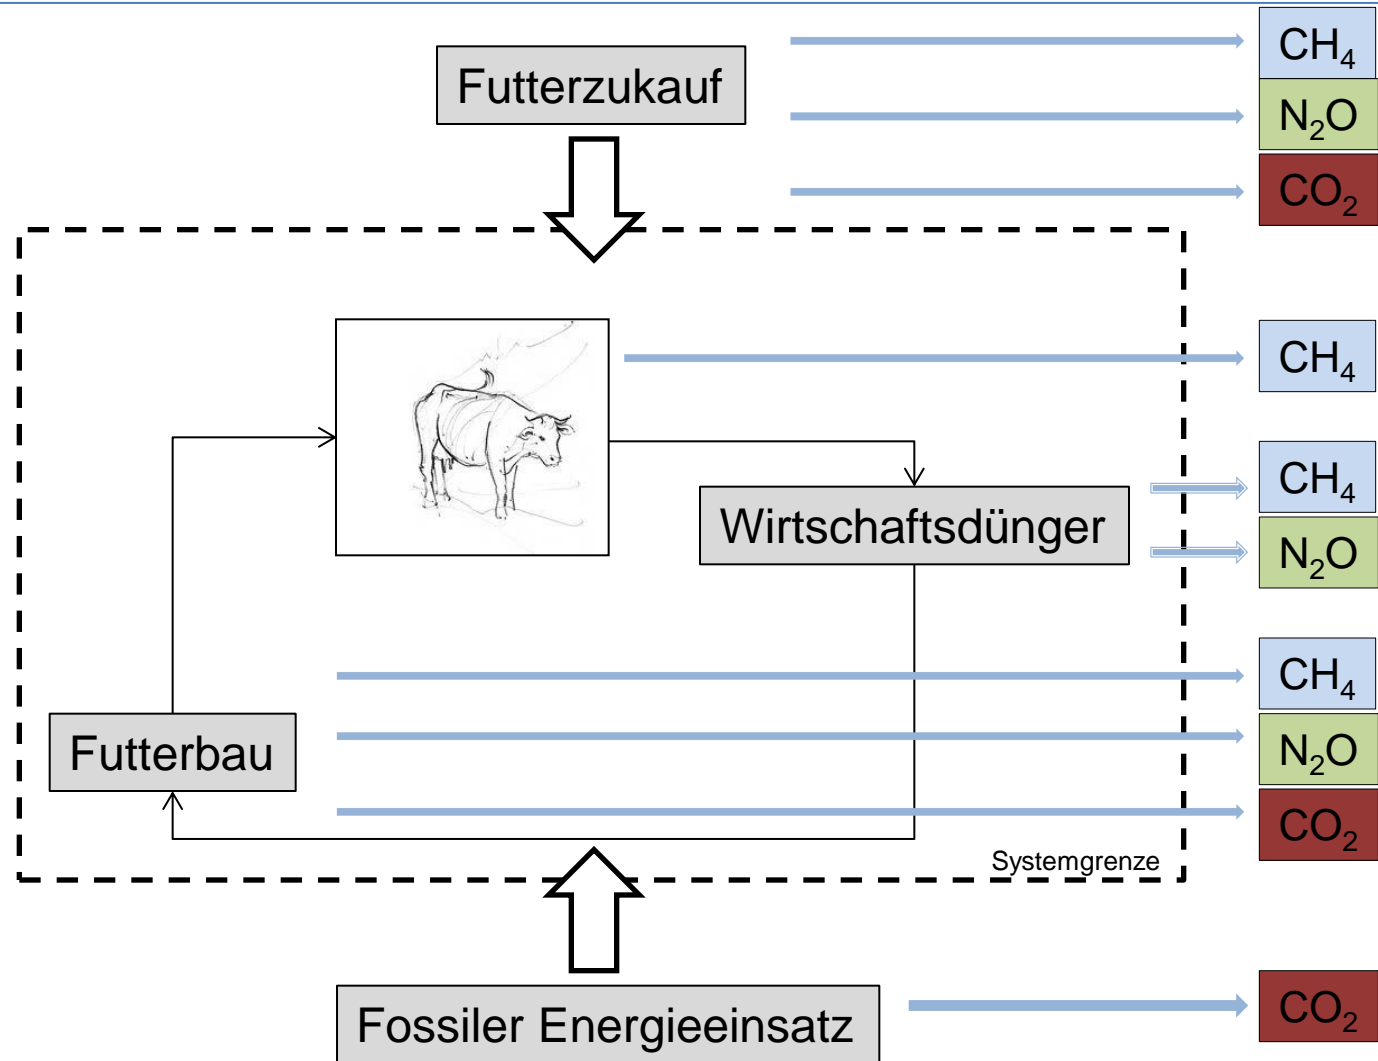 Futterzukauf
CH₄
N₂O
CO₂
CH₄
Wirtschaftsdünger
CH₄
N₂O
Futterbau
CH₄
N₂O
CO₂
Systemgrenze
Fossiler Energieeinsatz
CO₂